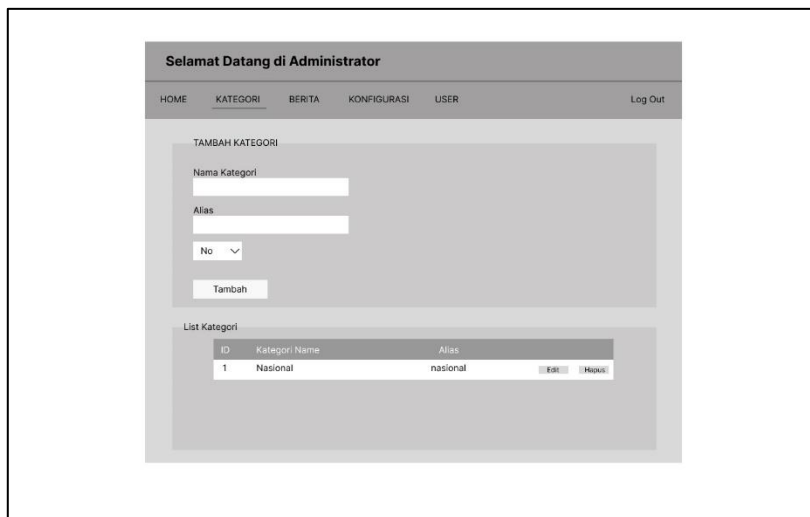 Selamat Datang di Administrator
HOME KATEGORI BERITA KONFIGURASI USER Log Out
TAMBAH KATEGORI
Nama Kategori
Alias
No
Tambah
List Kategori
ID Kategori Name Alias
1 Nasional nasional Edit Hapus